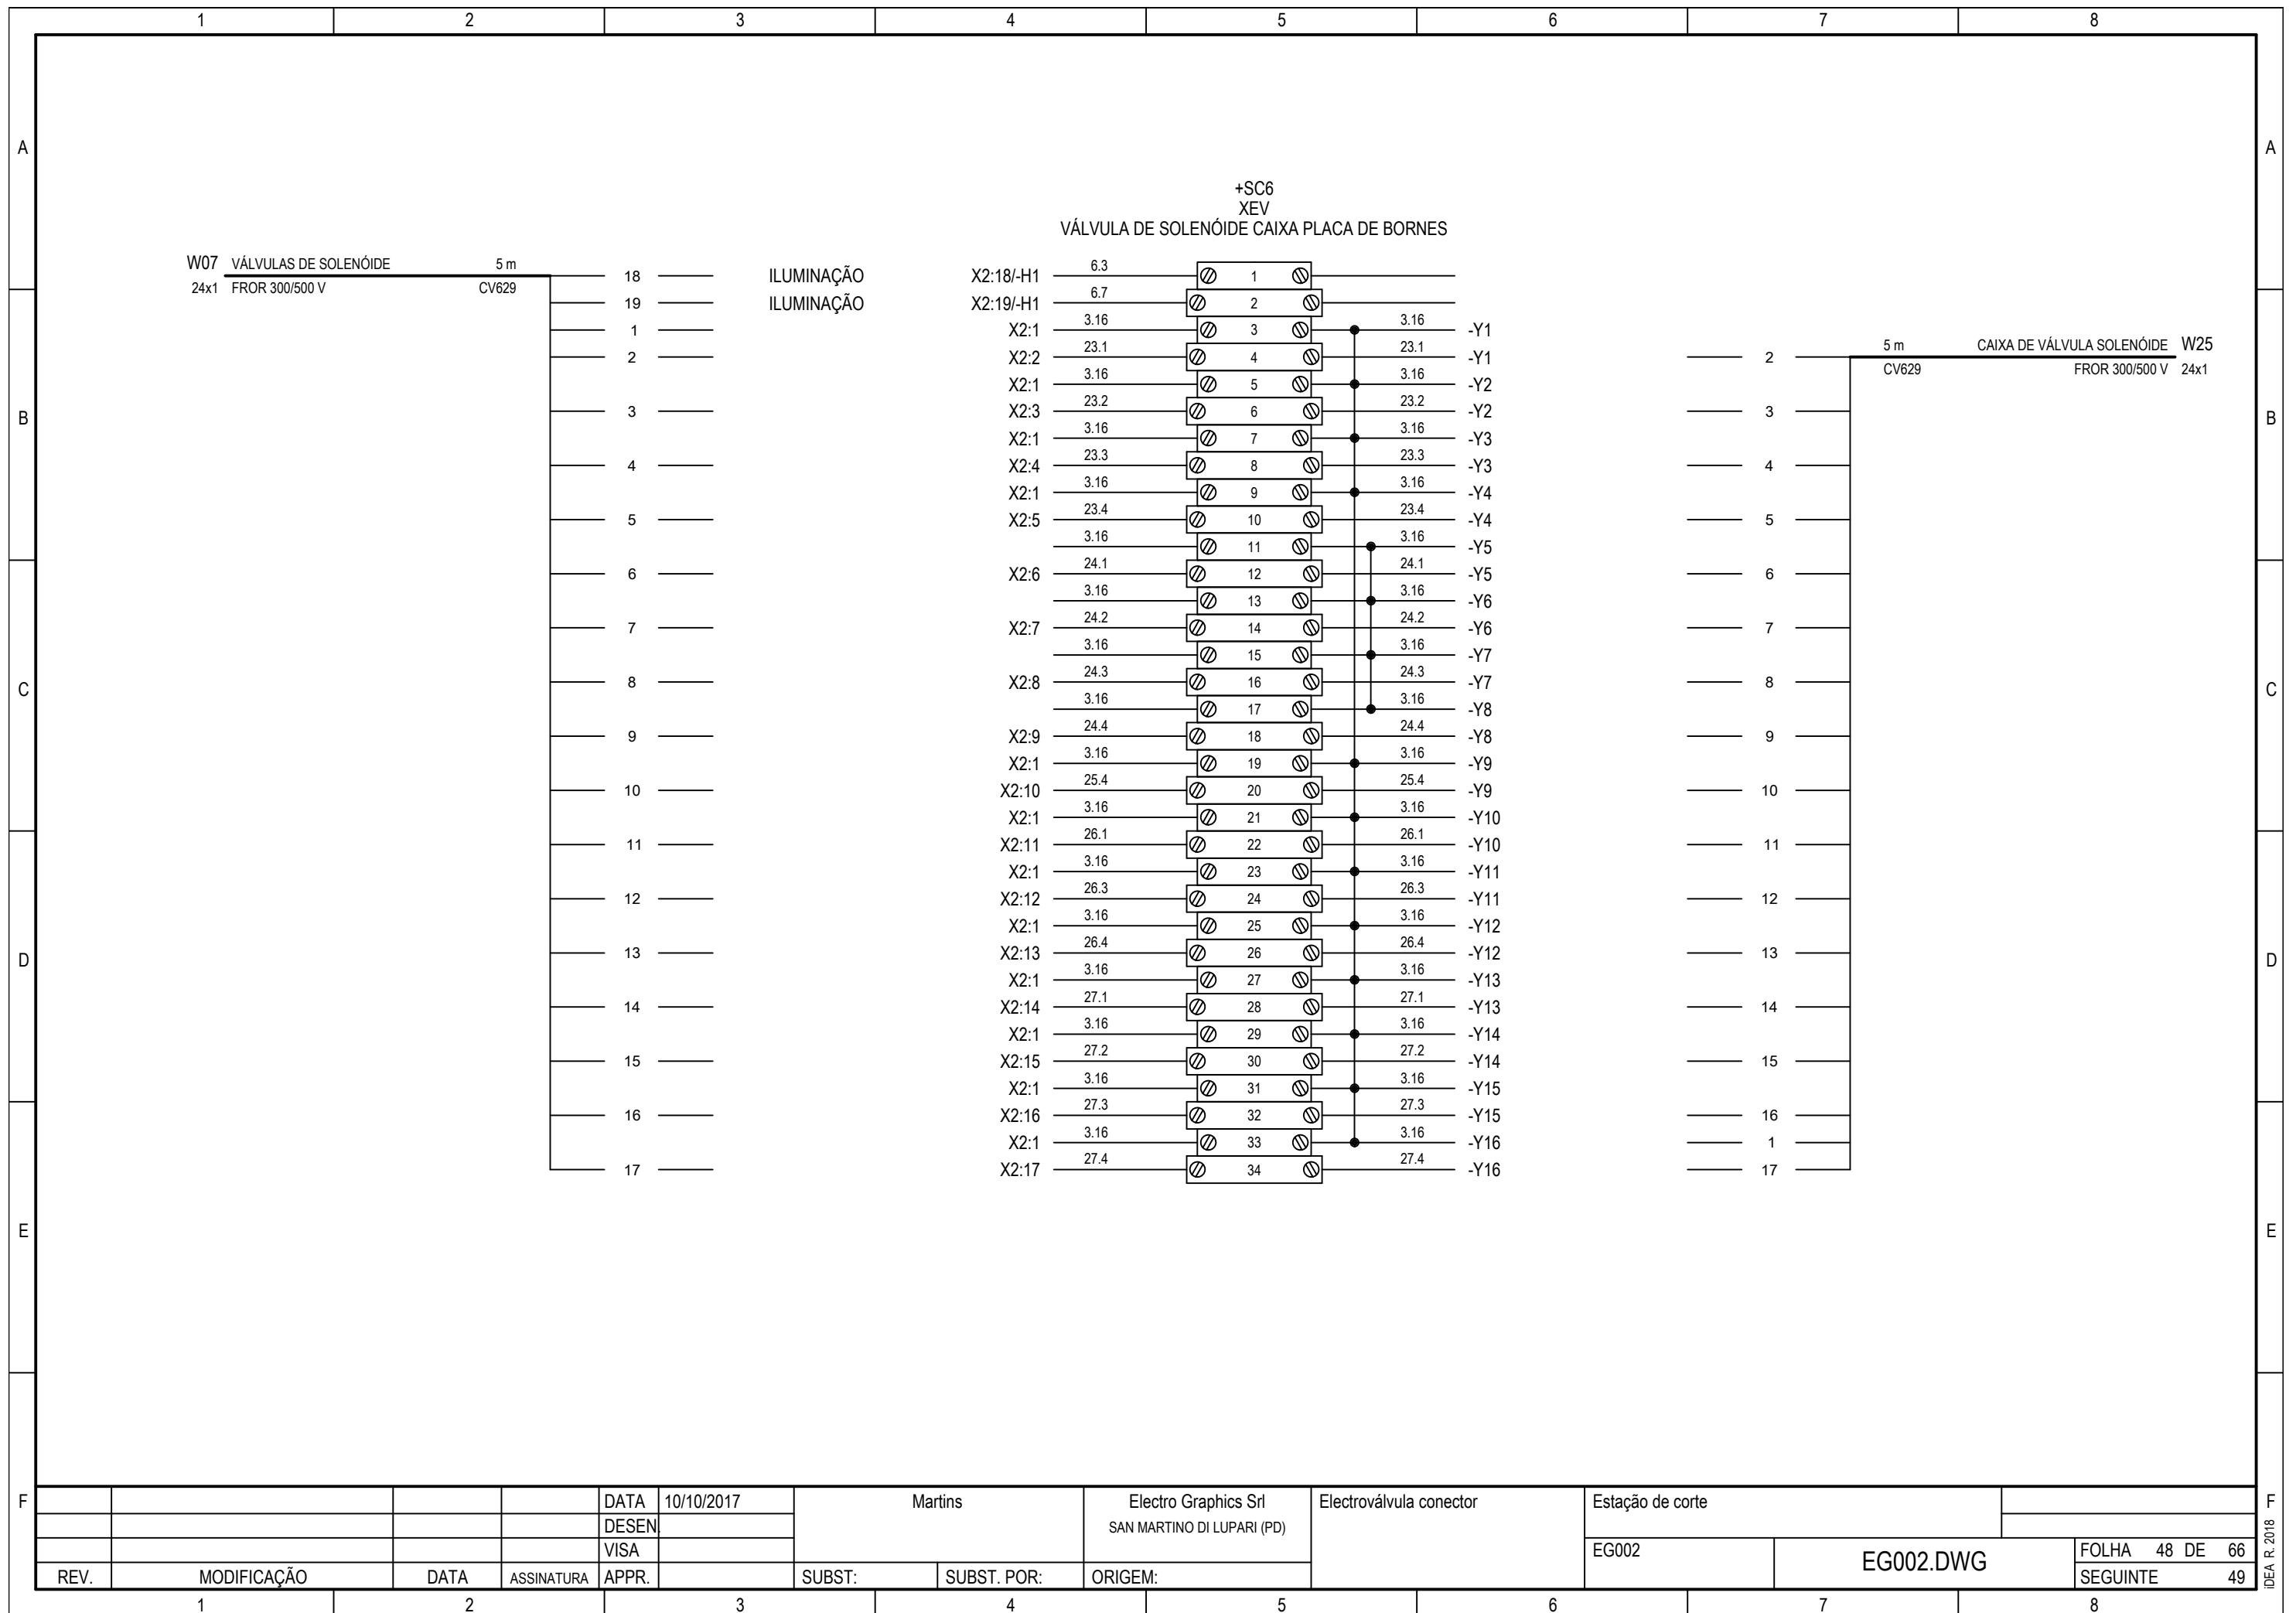 1 2 3 4 5 6 7 8
A A
+SC6
XEV
VÁLVULA DE SOLENÓIDE CAIXA PLACA DE BORNES
W07 VÁLVULAS DE SOLENÓIDE 5 m
24x1 FROR 300/500 V CV629
18 ILUMINAÇÃO X2:18/-H1 6.3 1
19 ILUMINAÇÃO X2:19/-H1 6.7 2
1 X2:1 3.16 3 3.16 -Y1
5 m CAIXA DE VÁLVULA SOLENÓIDE W25
CV629 FROR 300/500 V 24x1
2 X2:2 23.1 4 23.1 -Y1 2
X2:1 3.16 5 3.16 -Y2
B 3 X2:3 23.2 6 23.2 -Y2 3 B
X2:1 3.16 7 3.16 -Y3
4 X2:4 23.3 8 23.3 -Y3 4
X2:1 3.16 9 3.16 -Y4
5 X2:5 23.4 10 23.4 -Y4 5
3.16 11 3.16 -Y5
6 X2:6 24.1 12 24.1 -Y5 6
3.16 13 3.16 -Y6
7 X2:7 24.2 14 24.2 -Y6 7
3.16 15 3.16 -Y7
C 8 X2:8 24.3 16 24.3 -Y7 8 C
3.16 17 3.16 -Y8
9 X2:9 24.4 18 24.4 -Y8 9
X2:1 3.16 19 3.16 -Y9
10 X2:10 25.4 20 25.4 -Y9 10
X2:1 3.16 21 3.16 -Y10
11 X2:11 26.1 22 26.1 -Y10 11
X2:1 3.16 23 3.16 -Y11
12 X2:12 26.3 24 26.3 -Y11 12
X2:1 3.16 25 3.16 -Y12
D 13 X2:13 26.4 26 26.4 -Y12 13 D
X2:1 3.16 27 3.16 -Y13
14 X2:14 27.1 28 27.1 -Y13 14
X2:1 3.16 29 3.16 -Y14
15 X2:15 27.2 30 27.2 -Y14 15
X2:1 3.16 31 3.16 -Y15
16 X2:16 27.3 32 27.3 -Y15 16
X2:1 3.16 33 3.16 -Y16 1
17 X2:17 27.4 34 27.4 -Y16 17
E E
F F
DATA 10/10/2017 Martins Electro Graphics Srl Electroválvula conector Estação de corte
DESEN. SAN MARTINO DI LUPARI (PD)
VISA EG002 EG002.DWG FOLHA 48 DE 66
REV. MODIFICAÇÃO DATA ASSINATURA APPR. SUBST: SUBST. POR: ORIGEM: SEGUINTE 49
iDEA R. 2018
1 2 3 4 5 6 7 8